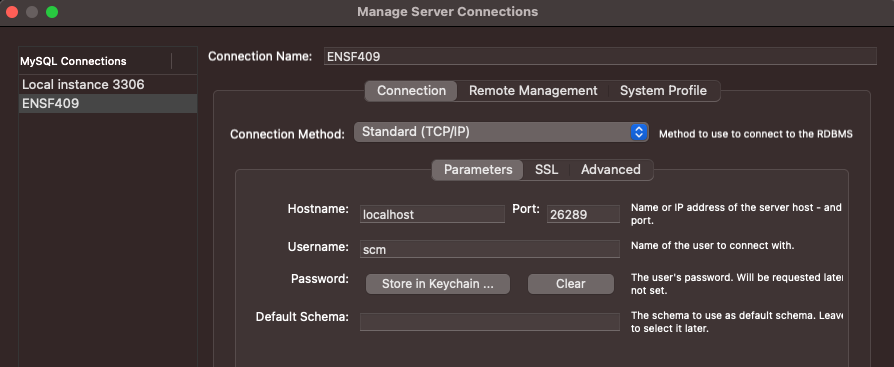 Manage Server Connections
MySQL Connections
Local instance 3306
ENSF409
Connection Name: ENSF409
Connection Remote Management System Profile
Connection Method: Standard (TCP/IP) Method to use to connect to the RDBMS
Parameters SSL Advanced
Hostname: localhost Port: 26289 Name or IP address of the server host - and
port.
Username: scm Name of the user to connect with.
Password: Store in Keychain ... Clear The user's password. Will be requested later
not set.
Default Schema: The schema to use as default schema. Leave
to select it later.